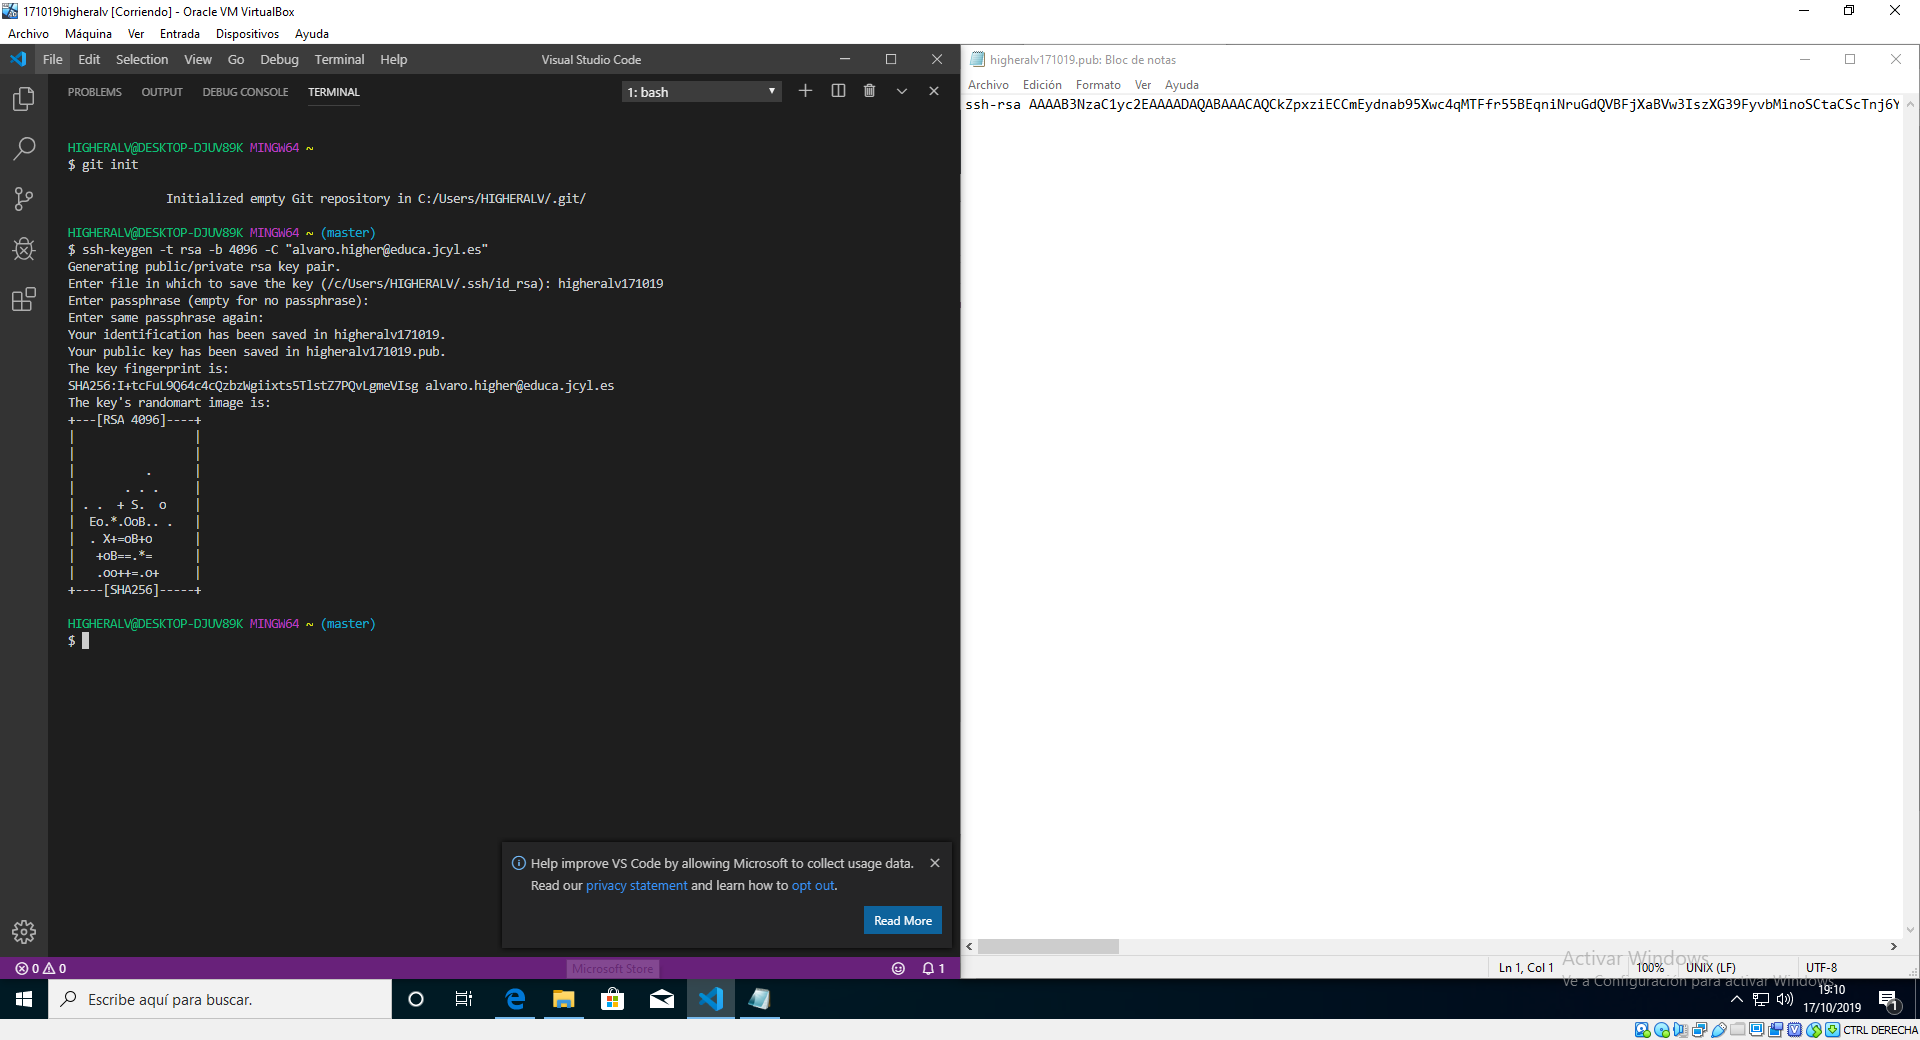 171019higheralv [Corriendo] - Oracle VM VirtualBox
Archivo Máquina Ver Entrada Dispositivos Ayuda
File Edit Selection View Go Debug Terminal Help Visual Studio Code
PROBLEMS OUTPUT DEBUG CONSOLE TERMINAL 1: bash
HIGHERALV@DESKTOP-DJUV89K MINGW64 ~
$ git init
Initialized empty Git repository in C:/Users/HIGHERALV/.git/
HIGHERALV@DESKTOP-DJUV89K MINGW64 ~ (master)
$ ssh-keygen -t rsa -b 4096 -C "alvaro.higher@educa.jcyl.es"
Generating public/private rsa key pair.
Enter file in which to save the key (/c/Users/HIGHERALV/.ssh/id_rsa): higheralv171019
Enter passphrase (empty for no passphrase):
Enter same passphrase again:
Your identification has been saved in higheralv171019.
Your public key has been saved in higheralv171019.pub.
The key fingerprint is:
SHA256:I+tcFuL9Q64c4cQzbzWgiixts5TlstZ7PQvLgmeVIsg alvaro.higher@educa.jcyl.es
The key's randomart image is:
+---[RSA 4096]----+
|                 |
|                 |
|          .      |
|       . . .     |
| . .  + S.  o    |
|  Eo.*.OoB.. .   |
|  . X+=oB+o      |
|   +oB==.*=      |
|   .oo++=.o+     |
+----[SHA256]-----+
HIGHERALV@DESKTOP-DJUV89K MINGW64 ~ (master)
$
Help improve VS Code by allowing Microsoft to collect usage data.
Read our privacy statement and learn how to opt out.
Read More
0 0 Microsoft Store 1
higheralv171019.pub: Bloc de notas
Archivo Edición Formato Ver Ayuda
ssh-rsa AAAAB3NzaC1yc2EAAAADAQABAAACAQCkZpxziECCmEydnab95Xwc4qMTFfr55BEqniNruGdQVBFjXaBVw3IszXG39FyvbMinoSCtaCScTnj6Y
Activar Windows
Ve a Configuración para activar Windows.
Ln 1, Col 1 100% UNIX (LF) UTF-8
Escribe aquí para buscar.
19:10
17/10/2019
1
CTRL DERECHA